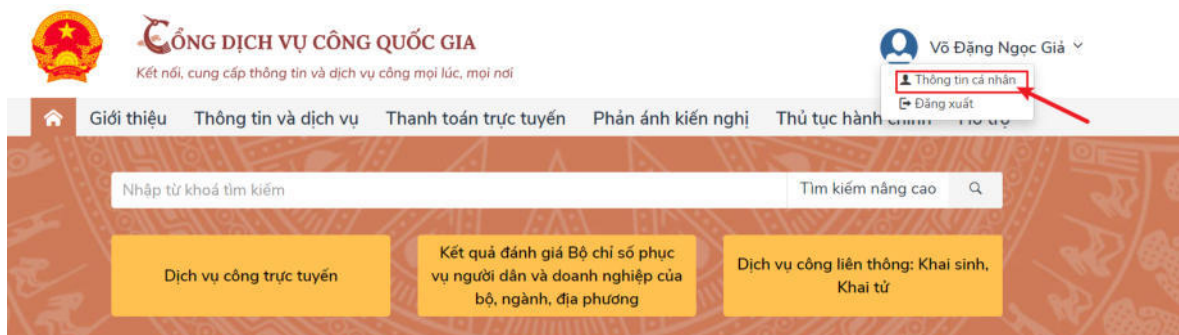 CỔNG DỊCH VỤ CÔNG QUỐC GIA
Kết nối, cung cấp thông tin và dịch vụ công mọi lúc, mọi nơi
Võ Đặng Ngọc Giả
Thông tin cá nhân
Đăng xuất
Giới thiệu Thông tin và dịch vụ Thanh toán trực tuyến Phản ánh kiến nghị Thủ tục hành chính Hỗ trợ
Nhập từ khoá tìm kiếm Tìm kiếm nâng cao
Dịch vụ công trực tuyến
Kết quả đánh giá Bộ chỉ số phục
vụ người dân và doanh nghiệp của
bộ, ngành, địa phương
Dịch vụ công liên thông: Khai sinh,
Khai tử